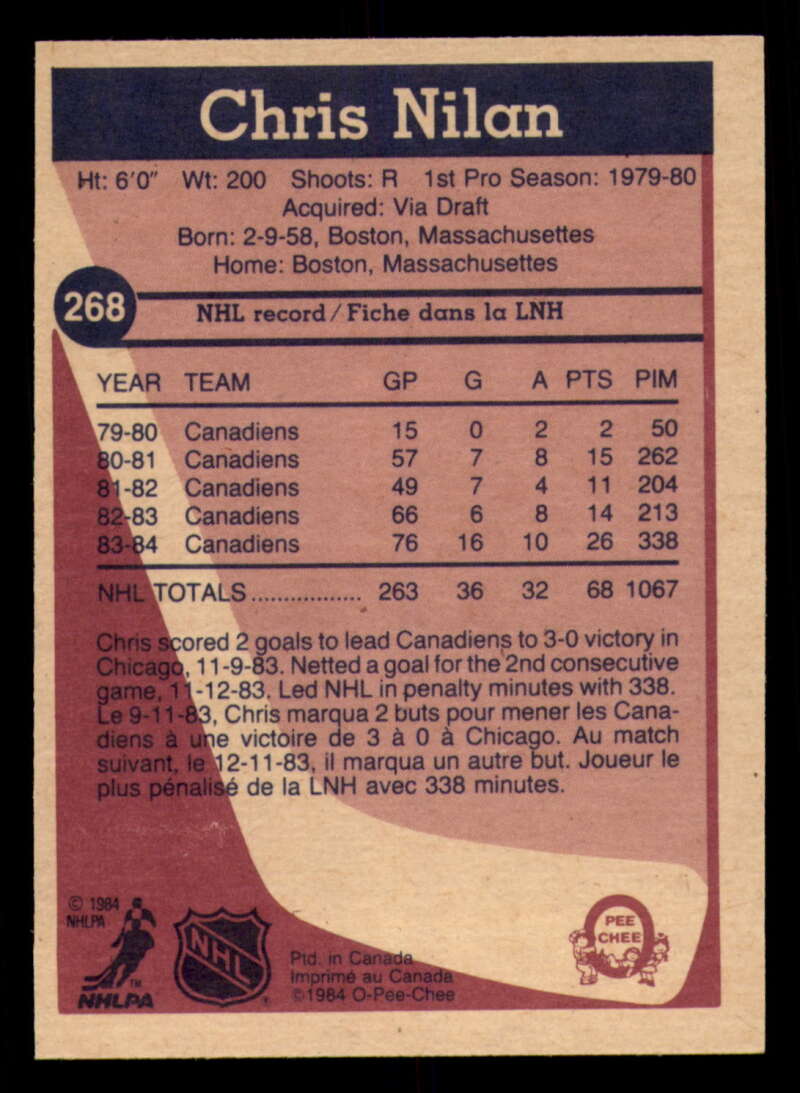 Chris Nilan
Ht: 6'0" Wt: 200 Shoots: R 1st Pro Season: 1979-80
Acquired: Via Draft
Born: 2-9-58, Boston, Massachusettes
Home: Boston, Massachusettes
268
NHL record/Fiche dans la LNH
YEAR TEAM GP G A PTS PIM
79-80 Canadiens 15 0 2 2 50
80-81 Canadiens 57 7 8 15 262
81-82 Canadiens 49 7 4 11 204
82-83 Canadiens 66 6 8 14 213
83-84 Canadiens 76 16 10 26 338
NHL TOTALS................. 263 36 32 68 1067
Chris scored 2 goals to lead Canadiens to 3-0 victory in
Chicago, 11-9-83. Netted a goal for the 2nd consecutive
game, 11-12-83. Led NHL in penalty minutes with 338.
Le 9-11-83, Chris marqua 2 buts pour mener les Cana-
diens à une victoire de 3 à 0 à Chicago. Au match
suivant, le 12-11-83, il marqua un autre but. Joueur le
plus pénalisé de la LNH avec 338 minutes.
© 1984
NHLPA
™
NHLPA
NHL
®
Ptd. in Canada
Imprimé au Canada
©1984 O-Pee-Chee
PEE
CHEE